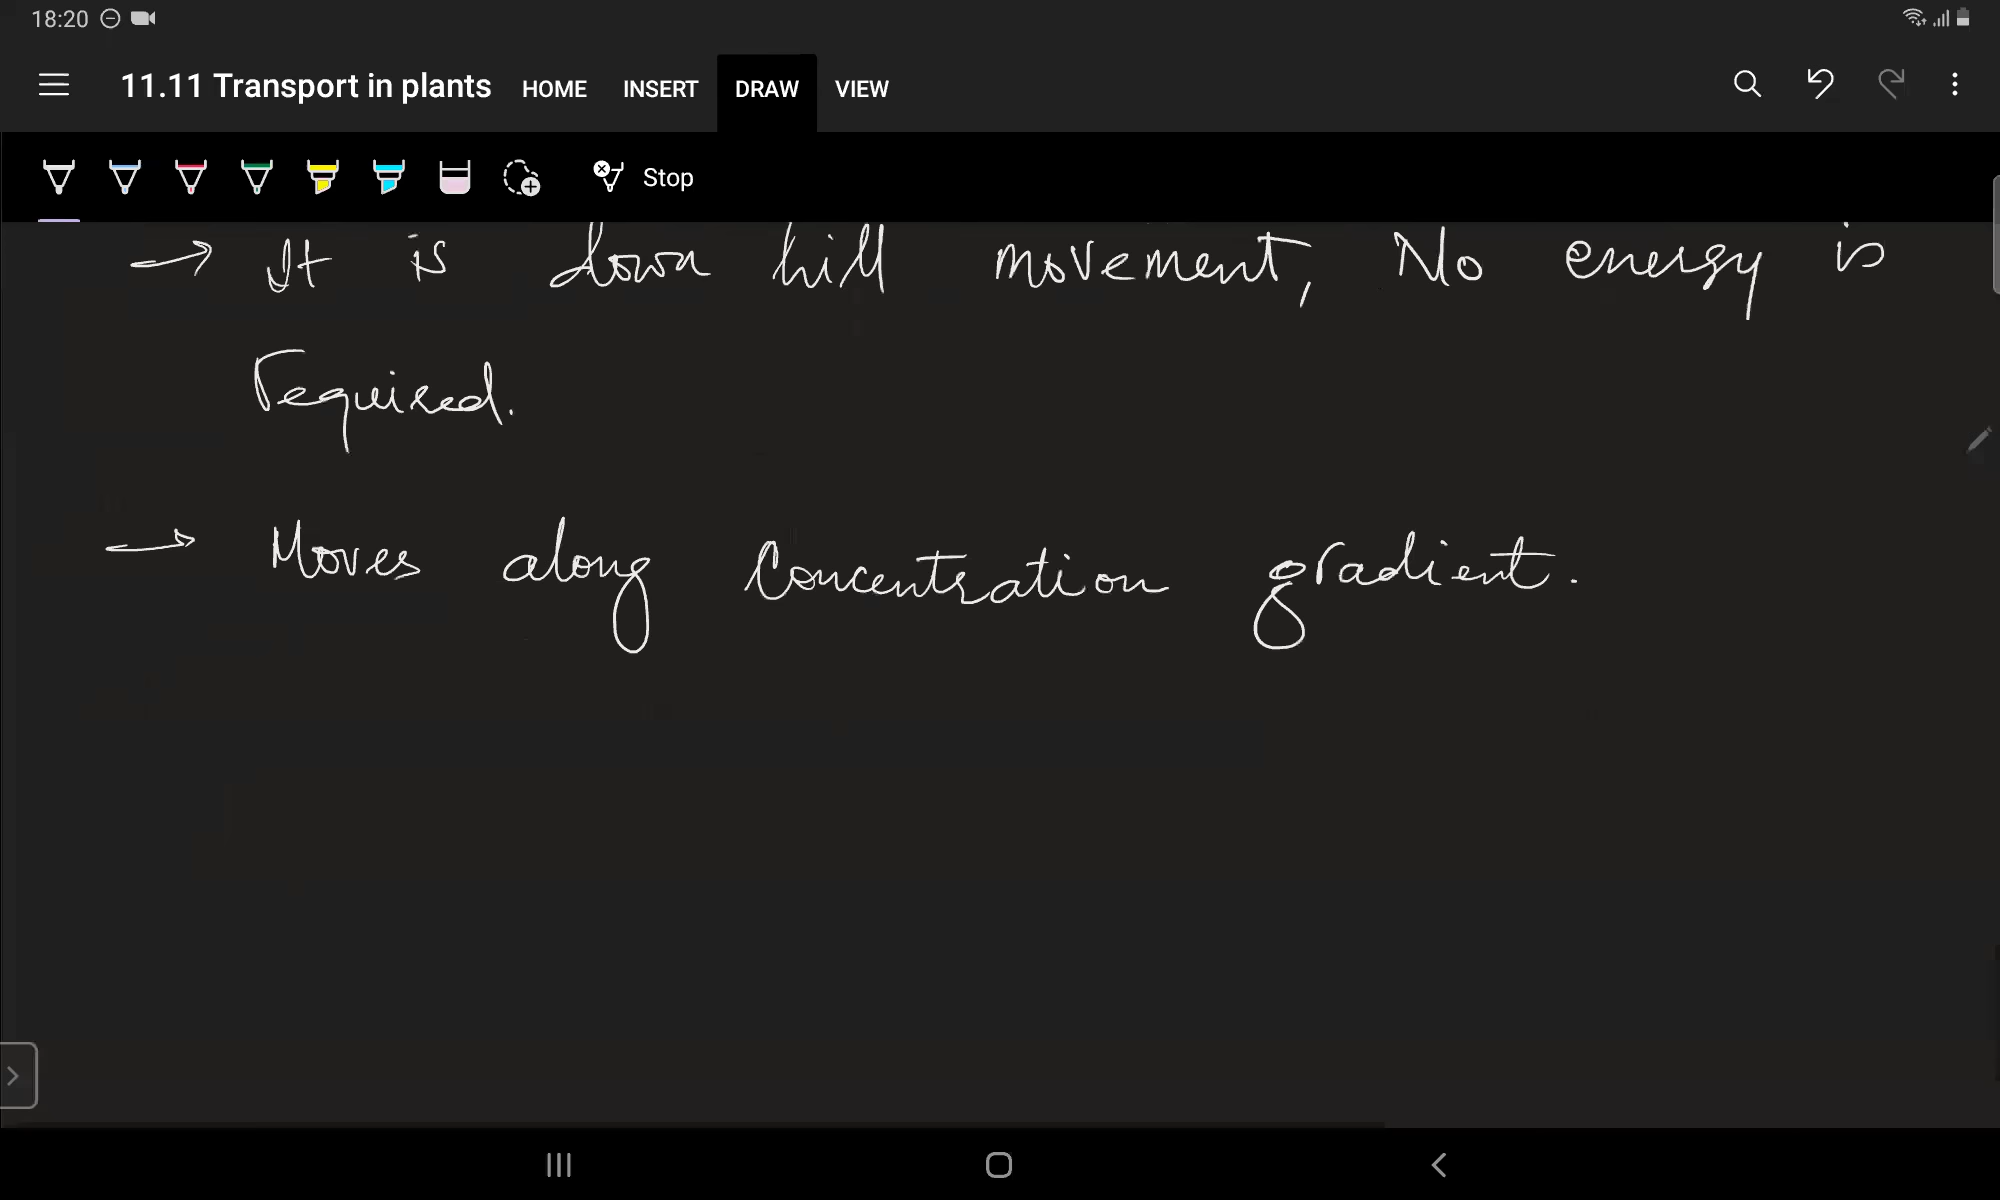 18:20
11.11 Transport in plants HOME INSERT DRAW VIEW
Stop
→ It is down hill movement, No energy is
required.
→ Moves along Concentration gradient.